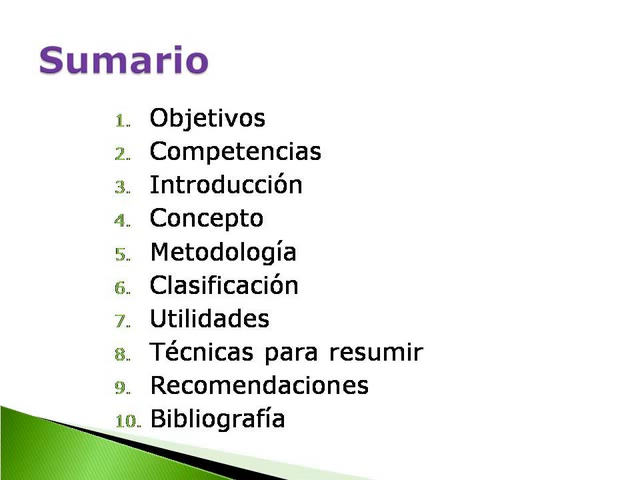 Sumario
1. Objetivos
2. Competencias
3. Introducción
4. Concepto
5. Metodología
6. Clasificación
7. Utilidades
8. Técnicas para resumir
9. Recomendaciones
10. Bibliografía